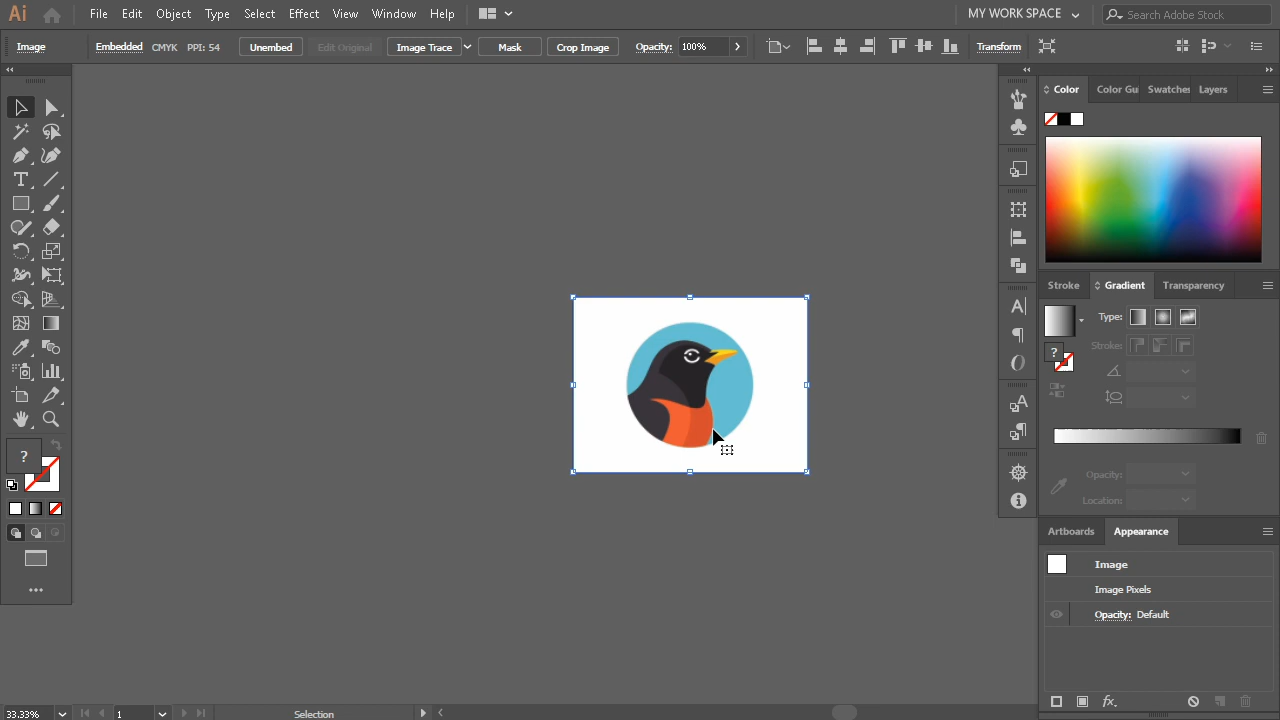 Ai File Edit Object Type Select Effect View Window Help MY WORK SPACE Search Adobe Stock
Image Embedded CMYK PPI: 54 Unembed Edit Original Image Trace Mask Crop Image Opacity: 100% Transform
Color Color Gu Swatches Layers
Stroke Gradient Transparency
Type:
Stroke:
?
?
Opacity:
Location:
Artboards Appearance
Image
Image Pixels
Opacity: Default
fx.
33.33% 1 Selection